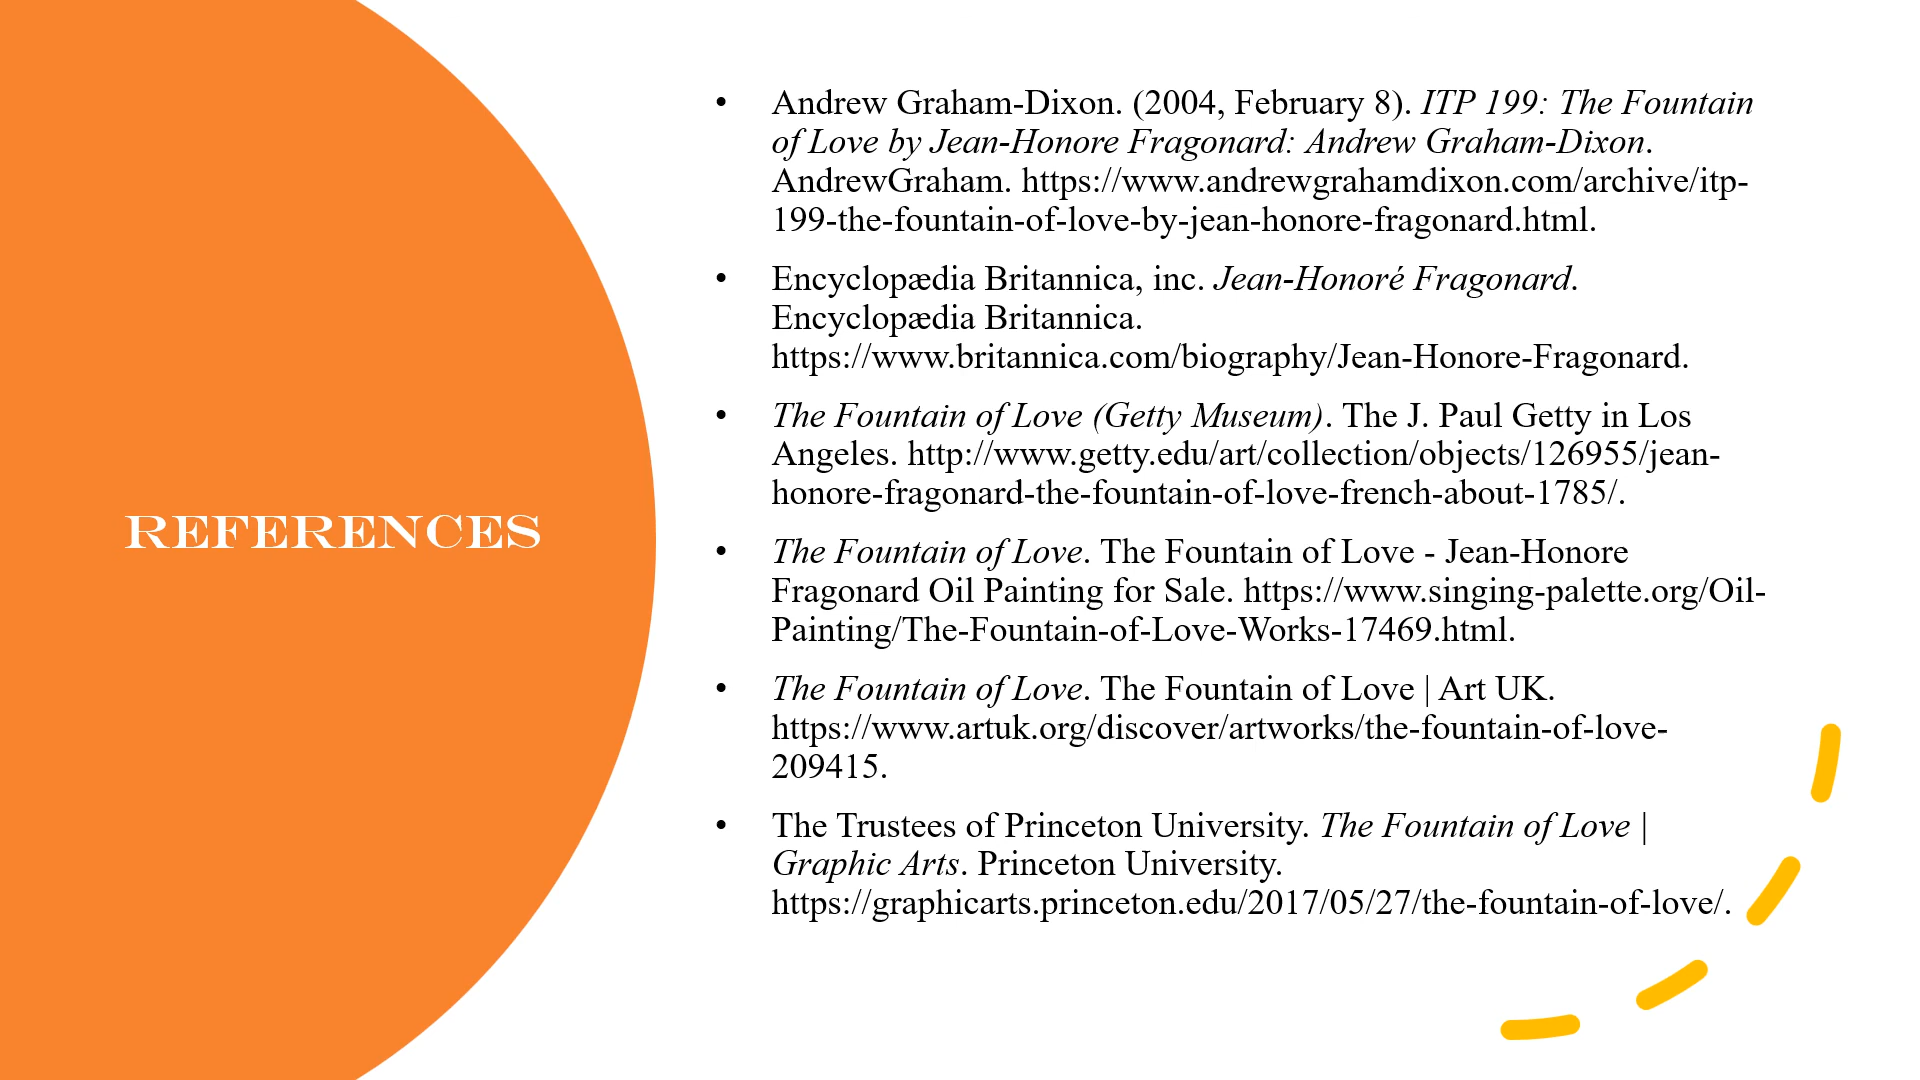 REFERENCES
• Andrew Graham-Dixon. (2004, February 8). ITP 199: The Fountain
of Love by Jean-Honore Fragonard: Andrew Graham-Dixon.
AndrewGraham. https://www.andrewgrahamdixon.com/archive/itp-
199-the-fountain-of-love-by-jean-honore-fragonard.html.
• Encyclopædia Britannica, inc. Jean-Honoré Fragonard.
Encyclopædia Britannica.
https://www.britannica.com/biography/Jean-Honore-Fragonard.
• The Fountain of Love (Getty Museum). The J. Paul Getty in Los
Angeles. http://www.getty.edu/art/collection/objects/126955/jean-
honore-fragonard-the-fountain-of-love-french-about-1785/.
• The Fountain of Love. The Fountain of Love - Jean-Honore
Fragonard Oil Painting for Sale. https://www.singing-palette.org/Oil-
Painting/The-Fountain-of-Love-Works-17469.html.
• The Fountain of Love. The Fountain of Love | Art UK.
https://www.artuk.org/discover/artworks/the-fountain-of-love-
209415.
• The Trustees of Princeton University. The Fountain of Love |
Graphic Arts. Princeton University.
https://graphicarts.princeton.edu/2017/05/27/the-fountain-of-love/.